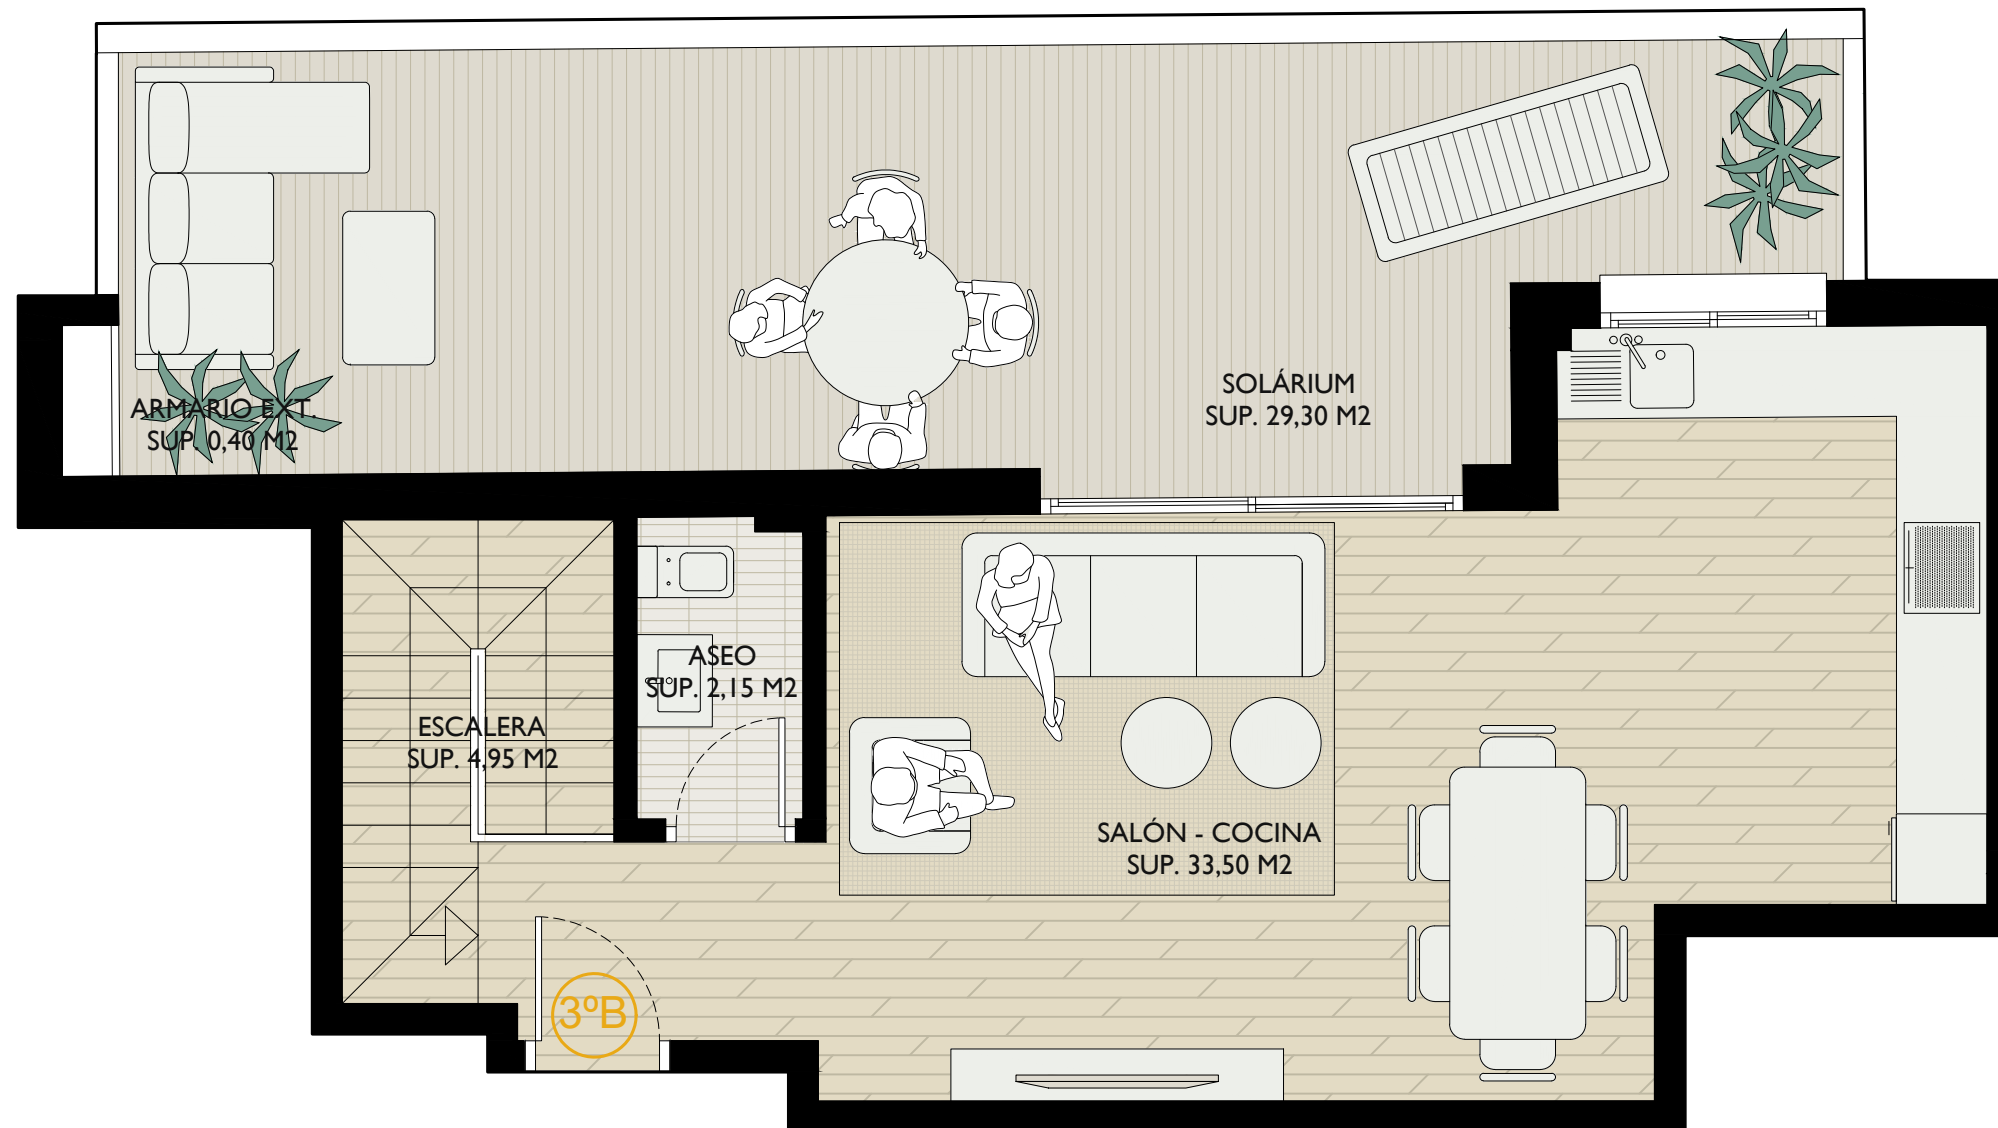 SOLÁRIUM
SUP. 29,30 M2
ARMARIO EXT.
SUP. 0,40 M2
ASEO
SUP. 2,15 M2
ESCALERA
SUP. 4,95 M2
SALÓN - COCINA
SUP. 33,50 M2
3ºB